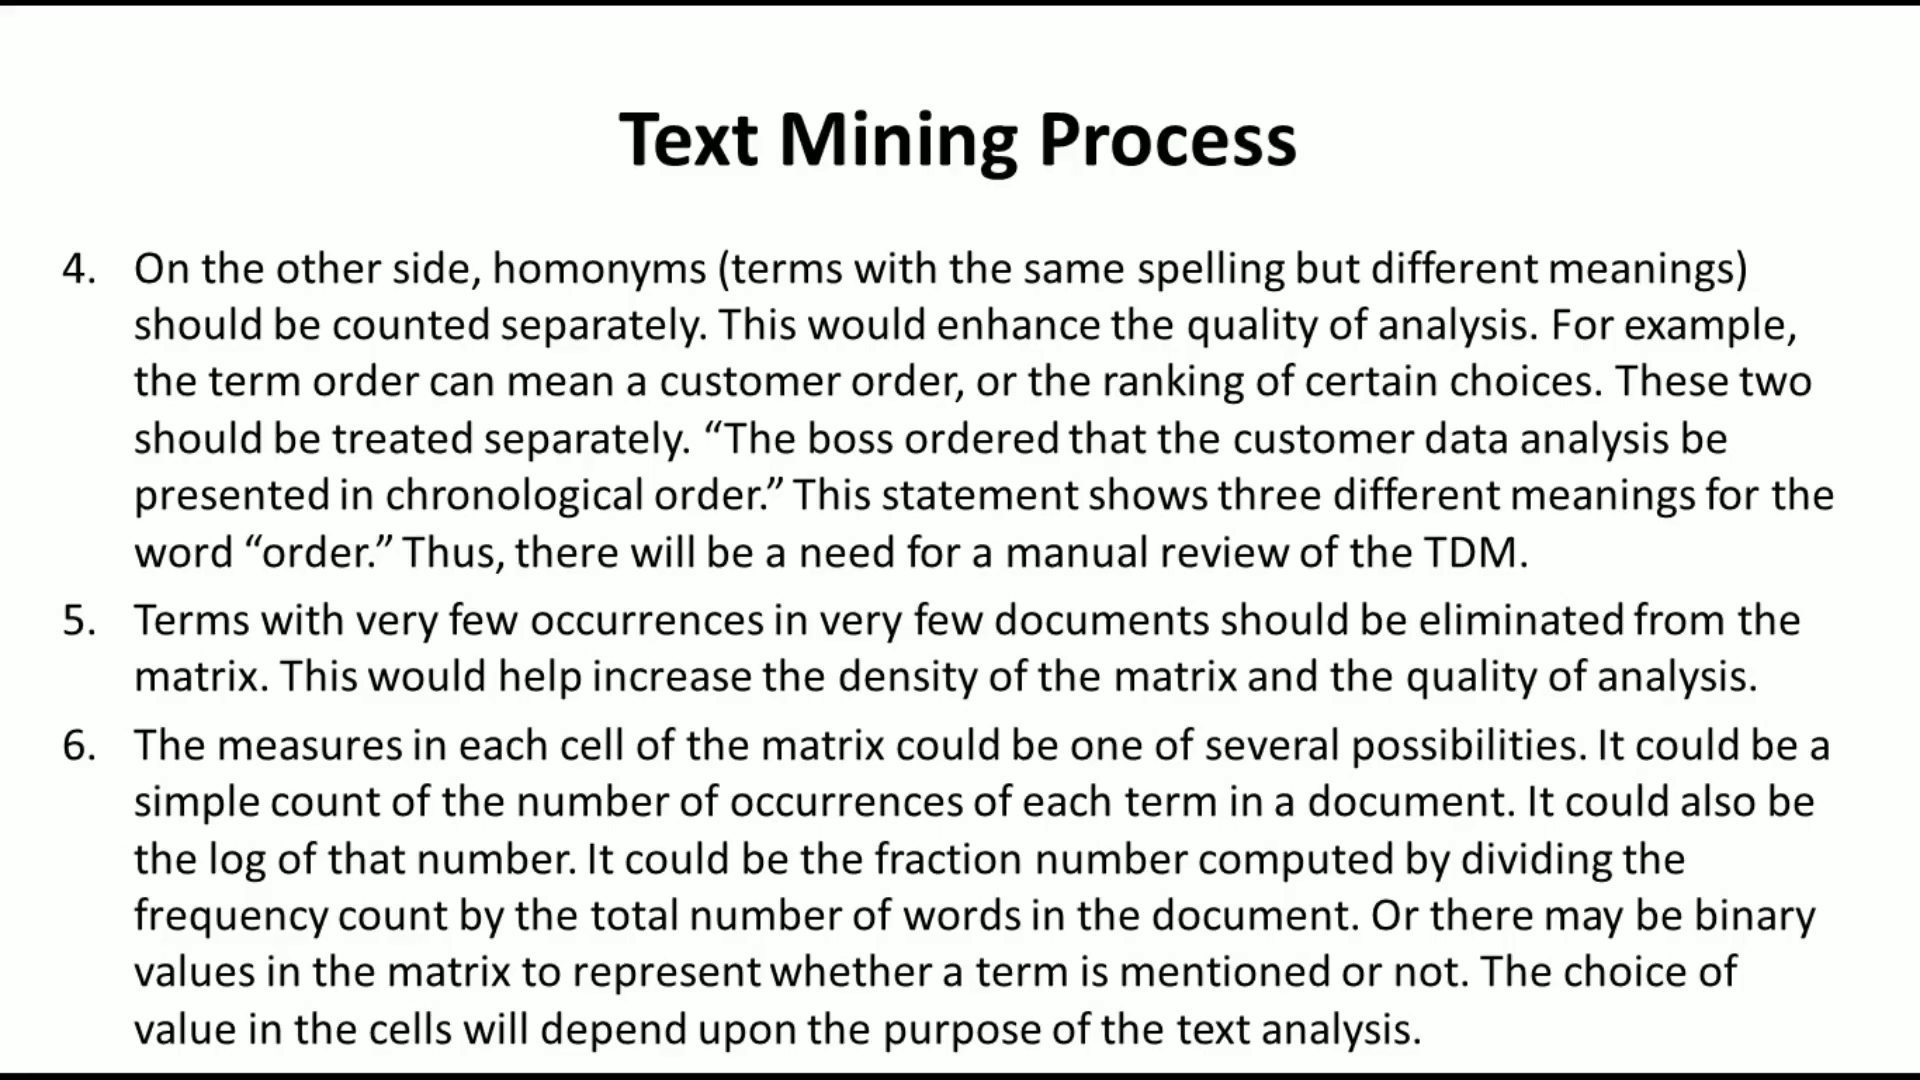 Text Mining Process
4. On the other side, homonyms (terms with the same spelling but different meanings)
should be counted separately. This would enhance the quality of analysis. For example,
the term order can mean a customer order, or the ranking of certain choices. These two
should be treated separately. “The boss ordered that the customer data analysis be
presented in chronological order.” This statement shows three different meanings for the
word “order.” Thus, there will be a need for a manual review of the TDM.
5. Terms with very few occurrences in very few documents should be eliminated from the
matrix. This would help increase the density of the matrix and the quality of analysis.
6. The measures in each cell of the matrix could be one of several possibilities. It could be a
simple count of the number of occurrences of each term in a document. It could also be
the log of that number. It could be the fraction number computed by dividing the
frequency count by the total number of words in the document. Or there may be binary
values in the matrix to represent whether a term is mentioned or not. The choice of
value in the cells will depend upon the purpose of the text analysis.